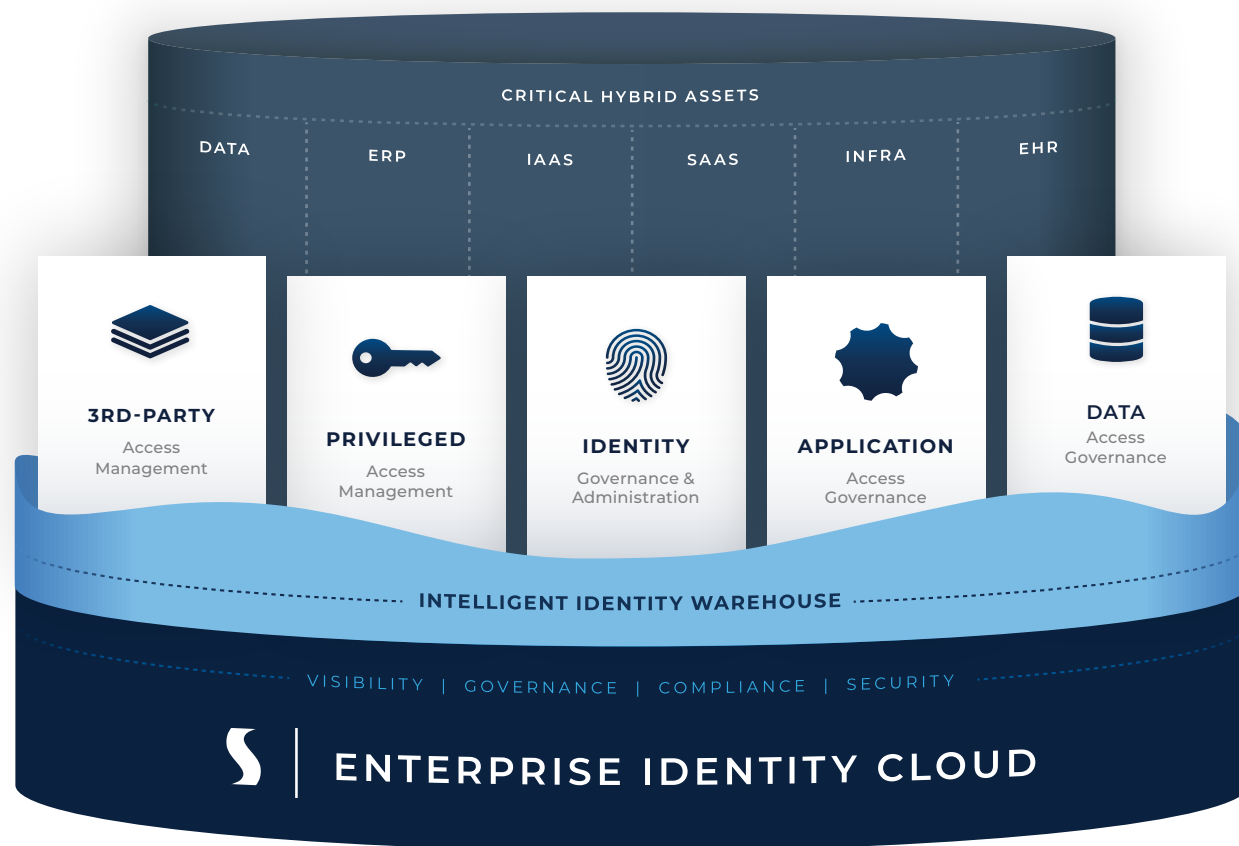 CRITICAL HYBRID ASSETS
DATA
ERP
IAAS
SAAS
INFRA
EHR
3RD-PARTY
Access
Management
PRIVILEGED
Access
Management
IDENTITY
Governance &
Administration
APPLICATION
Access
Governance
DATA
Access
Governance
INTELLIGENT IDENTITY WAREHOUSE
VISIBILITY | GOVERNANCE | COMPLIANCE | SECURITY
S | ENTERPRISE IDENTITY CLOUD